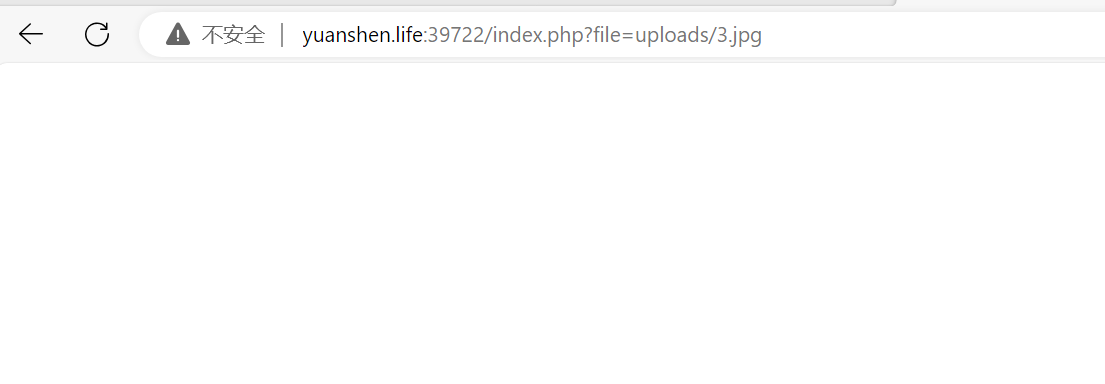 不安全 | yuanshen.life:39722/index.php?file=uploads/3.jpg